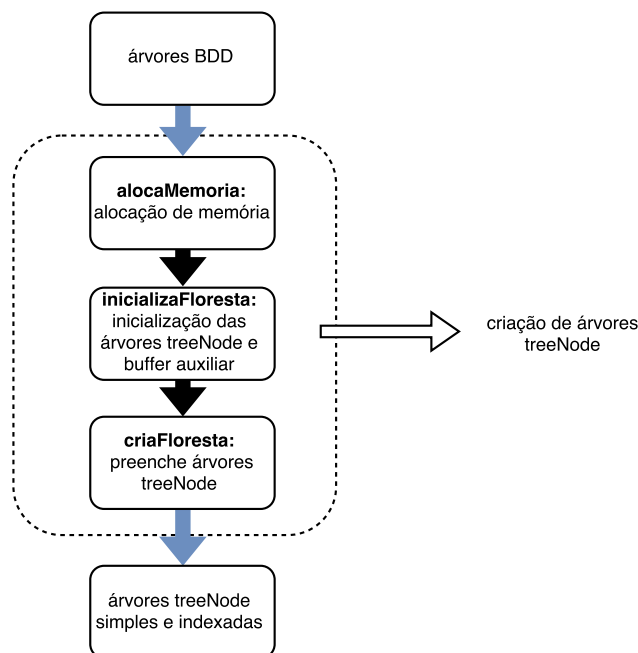 árvores BDD
alocaMemoria:
alocação de memória
inicializaFloresta:
inicialização das
árvores treeNode e
buffer auxiliar
criação de árvores
treeNode
criaFloresta:
preenche árvores
treeNode
árvores treeNode
simples e indexadas